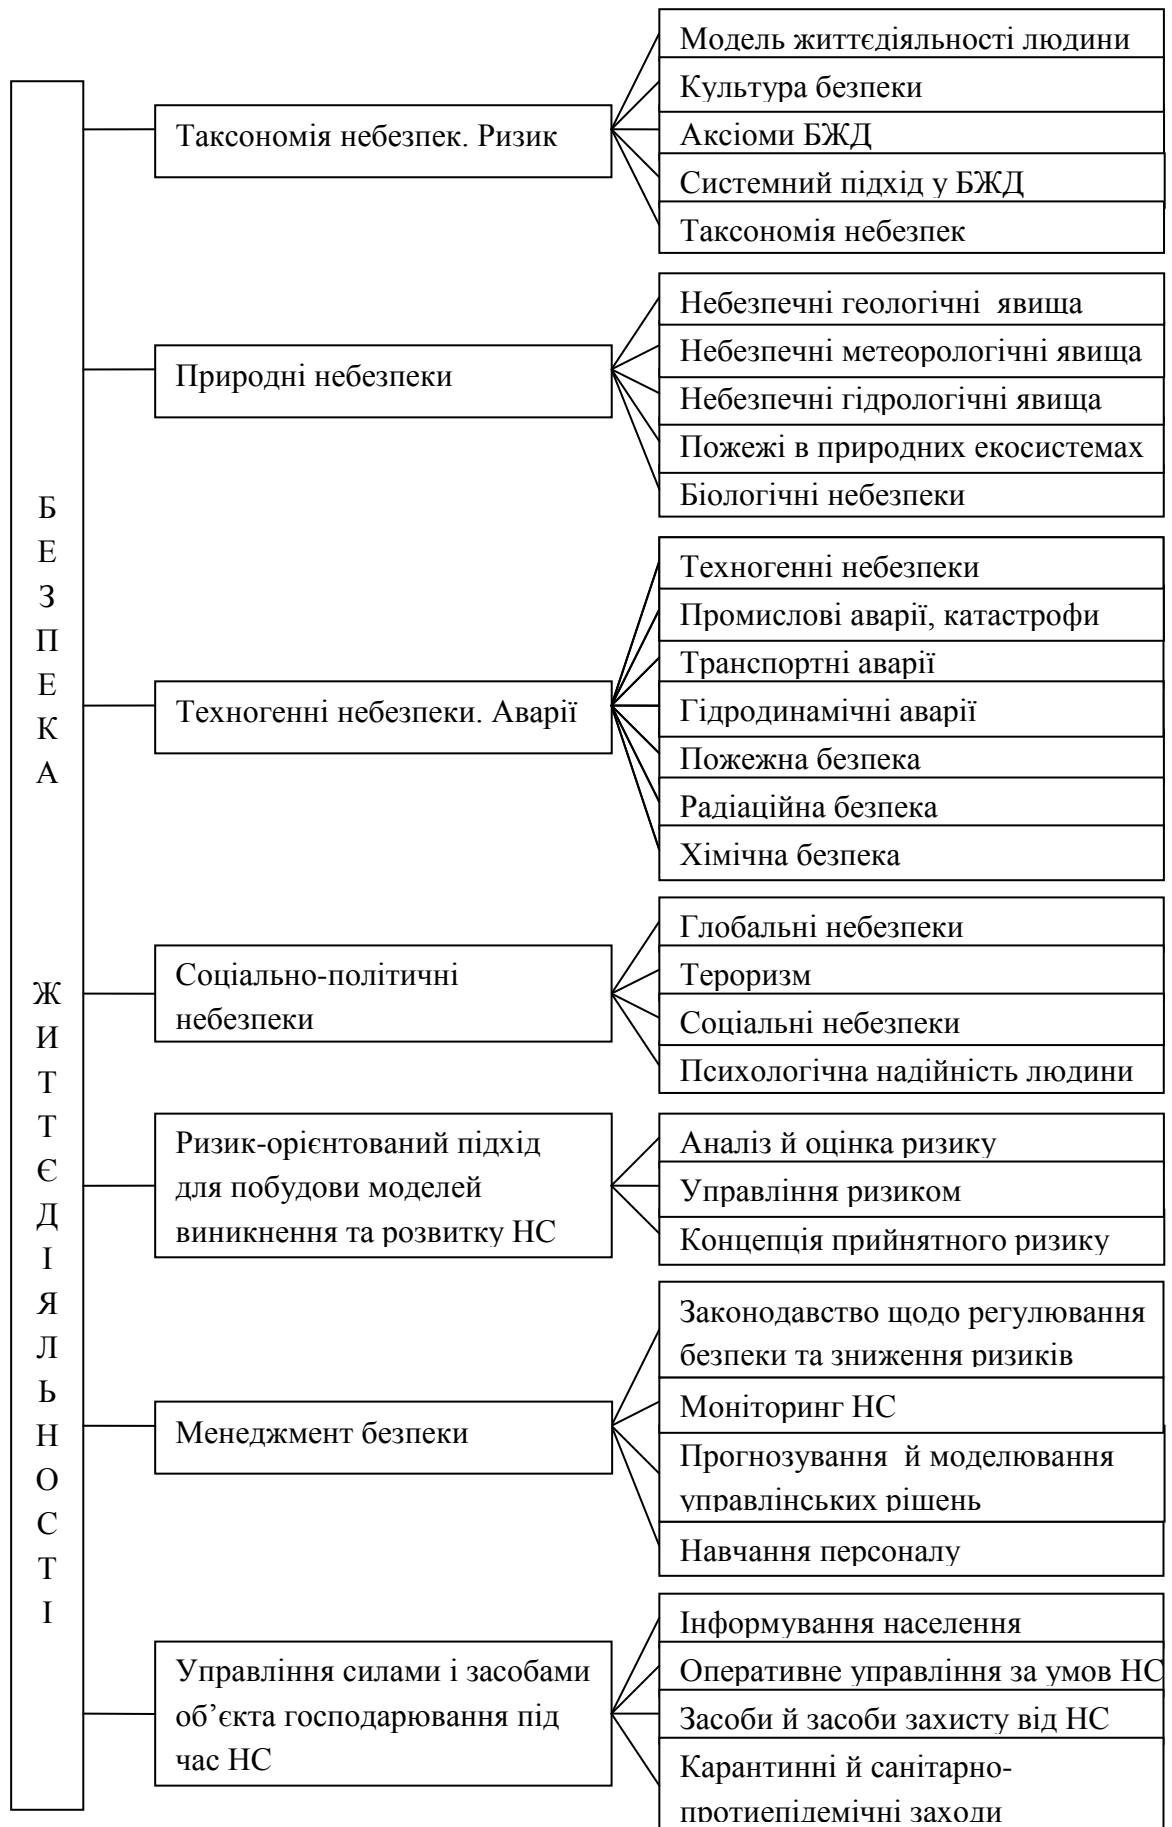 БЕЗПЕКА ЖИТТЄДІЯЛЬНОСТІ
Таксономія небезпек. Ризик
Модель життєдіяльності людини
Культура безпеки
Аксіоми БЖД
Системний підхід у БЖД
Таксономія небезпек
Природні небезпеки
Небезпечні геологічні явища
Небезпечні метеорологічні явища
Небезпечні гідрологічні явища
Пожежі в природних екосистемах
Біологічні небезпеки
Техногенні небезпеки. Аварії
Техногенні небезпеки
Промислові аварії, катастрофи
Транспортні аварії
Гідродинамічні аварії
Пожежна безпека
Радіаційна безпека
Хімічна безпека
Соціально-політичні
небезпеки
Глобальні небезпеки
Тероризм
Соціальні небезпеки
Психологічна надійність людини
Ризик-орієнтований підхід
для побудови моделей
виникнення та розвитку НС
Аналіз й оцінка ризику
Управління ризиком
Концепція прийнятного ризику
Менеджмент безпеки
Законодавство щодо регулювання
безпеки та зниження ризиків
Моніторинг НС
Прогнозування й моделювання
управлінських рішень
Навчання персоналу
Управління силами і засобами
об’єкта господарювання під
час НС
Інформування населення
Оперативне управління за умов НС
Засоби й засоби захисту від НС
Карантинні й санітарно-
протиепідемічні заходи